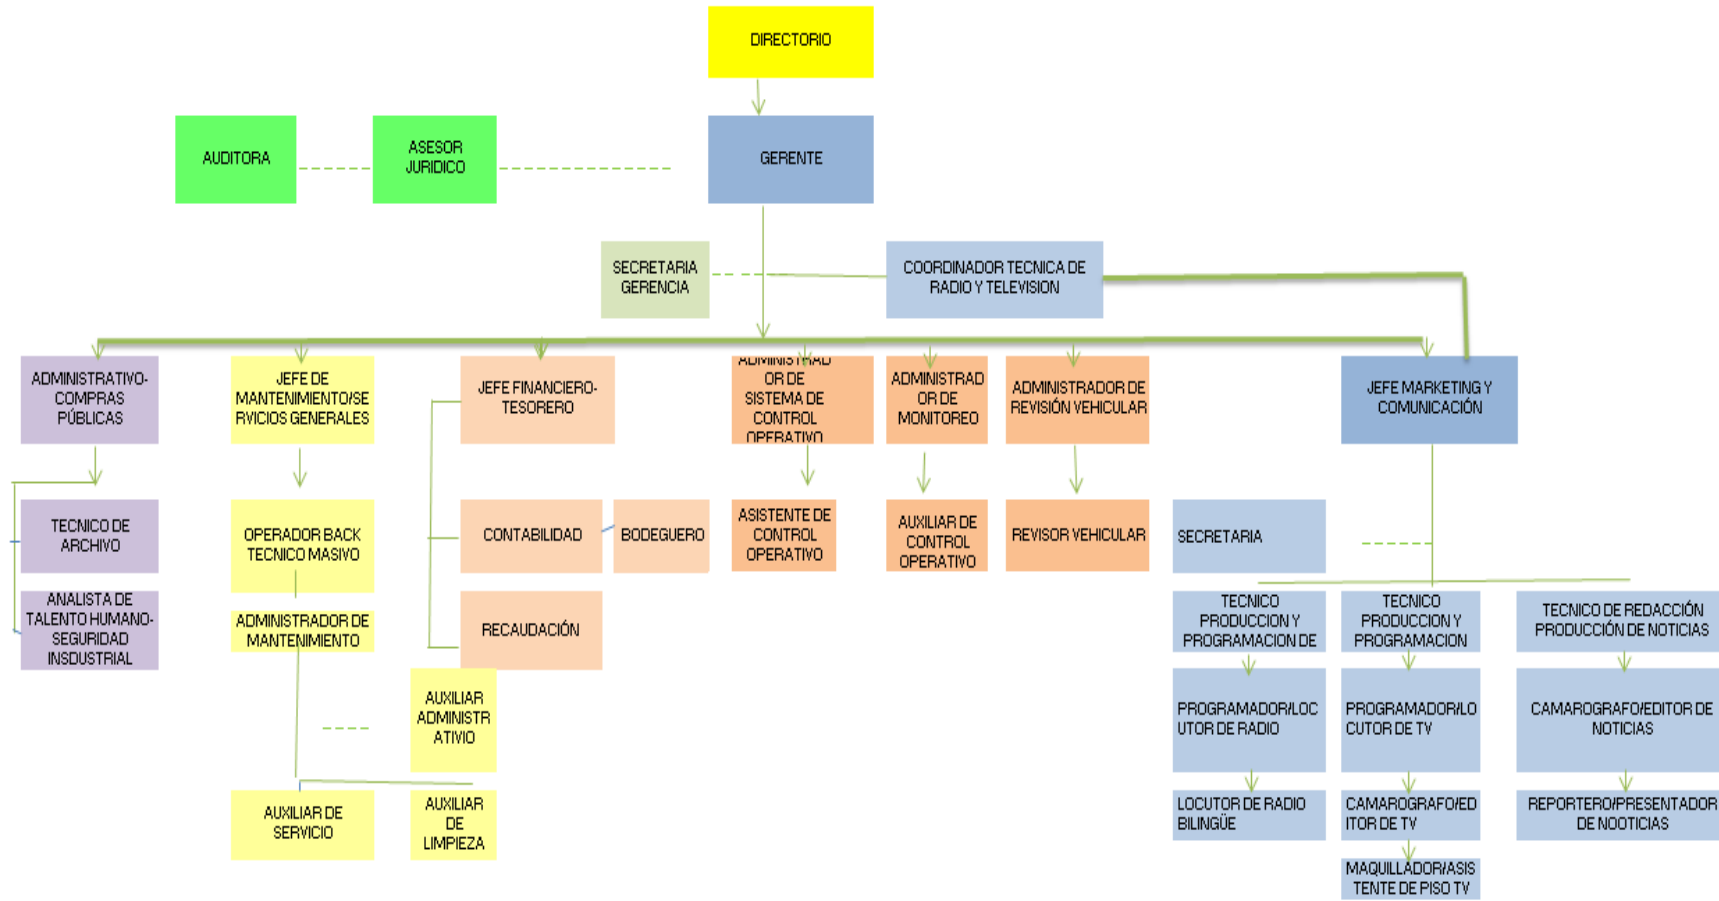 DIRECTORIO
AUDITORA
ASESOR
JURIDICO
GERENTE
SECRETARIA
GERENCIA
COORDINADOR TECNICA DE
RADIO Y TELEVISION
ADMINISTRATIVO-
COMPRAS
PÚBLICAS
JEFE DE
MANTENIMIENTO/SE
RVICIOS GENERALES
JEFE FINANCIERO-
TESORERO
ADMINISTRAD
OR DE
SISTEMA DE
CONTROL
OPERATIVO
ADMINISTRAD
OR DE
MONITOREO
ADMINISTRADOR DE
REVISIÓN VEHICULAR
JEFE MARKETING Y
COMUNICACIÓN
TECNICO DE
ARCHIVO
OPERADOR BACK
TECNICO MASIVO
CONTABILIDAD
BODEGUERO
ASISTENTE DE
CONTROL
OPERATIVO
AUXILIAR DE
CONTROL
OPERATIVO
REVISOR VEHICULAR
SECRETARIA
ANALISTA DE
TALENTO HUMANO-
SEGURIDAD
INSDUSTRIAL
ADMINISTRADOR DE
MANTENIMIENTO
RECAUDACIÓN
TECNICO
PRODUCCION Y
PROGRAMACION DE
TECNICO
PRODUCCION Y
PROGRAMACION
TECNICO DE REDACCIÓN
PRODUCCIÓN DE NOTICIAS
AUXILIAR
ADMINISTR
ATIVIO
PROGRAMADOR/LOC
UTOR DE RADIO
PROGRAMADOR/LO
CUTOR DE TV
CAMAROGRAFO/EDITOR DE
NOTICIAS
AUXILIAR DE
SERVICIO
AUXILIAR
DE
LIMPIEZA
LOCUTOR DE RADIO
BILINGÜE
CAMAROGRAFO/ED
ITOR DE TV
REPORTERO/PRESENTADOR
DE NOOTICIAS
MAQUILLADOR/ASIS
TENTE DE PISO TV